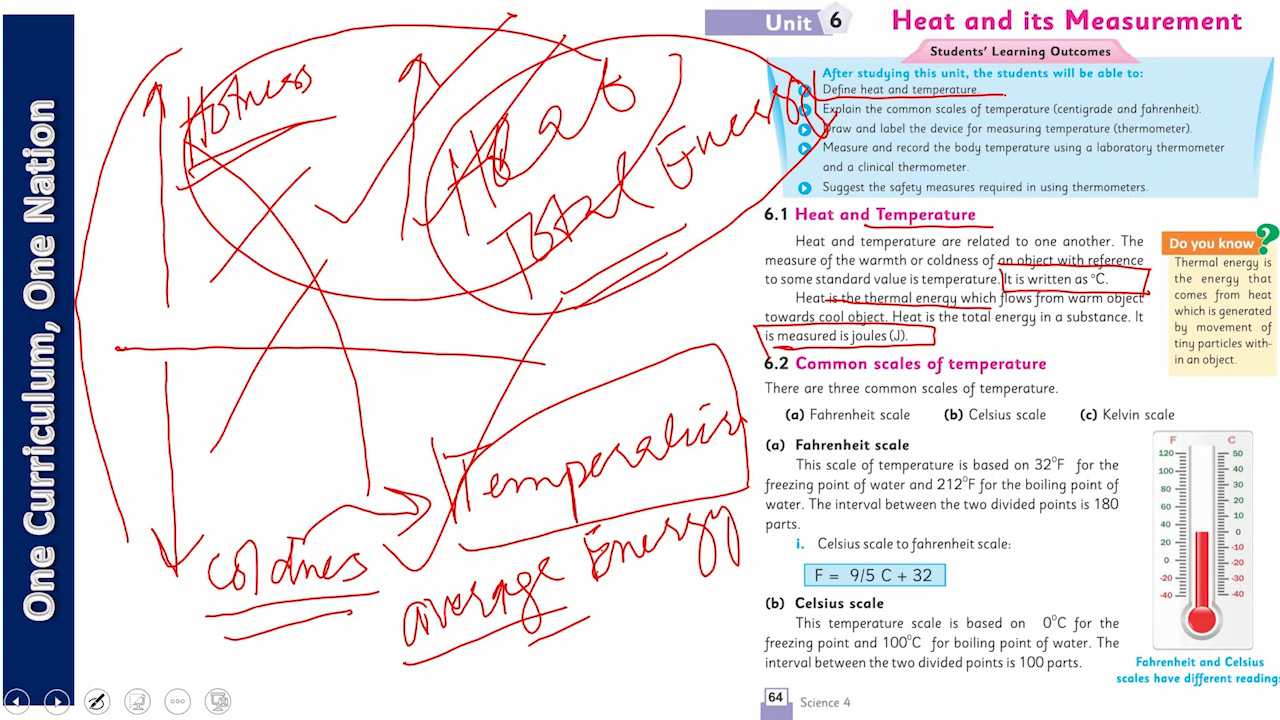 One Curriculum, One Nation
Hotness
Heat
Total Energy
Temperature
coldness
average Energy
Unit 6
Heat and its Measurement
Students' Learning Outcomes
After studying this unit, the students will be able to:
Define heat and temperature.
Explain the common scales of temperature (centigrade and fahrenheit).
Draw and label the device for measuring temperature (thermometer).
Measure and record the body temperature using a laboratory thermometer
and a clinical thermometer.
Suggest the safety measures required in using thermometers.
6.1 Heat and Temperature
Heat and temperature are related to one another. The
measure of the warmth or coldness of an object with reference
to some standard value is temperature. It is written as °C.
Heat is the thermal energy which flows from warm object
towards cool object. Heat is the total energy in a substance. It
is measured is joules (J).
Do you know ?
Thermal energy is
the energy that
comes from heat
which is generated
by movement of
tiny particles with-
in an object.
6.2 Common scales of temperature
There are three common scales of temperature.
(a) Fahrenheit scale (b) Celsius scale (c) Kelvin scale
(a) Fahrenheit scale
This scale of temperature is based on 32°F for the
freezing point of water and 212°F for the boiling point of
water. The interval between the two divided points is 180
parts.
i. Celsius scale to fahrenheit scale:
F = 9/5 C + 32
(b) Celsius scale
This temperature scale is based on 0°C for the
freezing point and 100°C for boiling point of water. The
interval between the two divided points is 100 parts.
F C
120 50
100 40
80 30
60 20
40 10
20 0
0 -10
-20 -20
-40 -30
-40
Fahrenheit and Celsius
scales have different reading
64 Science 4